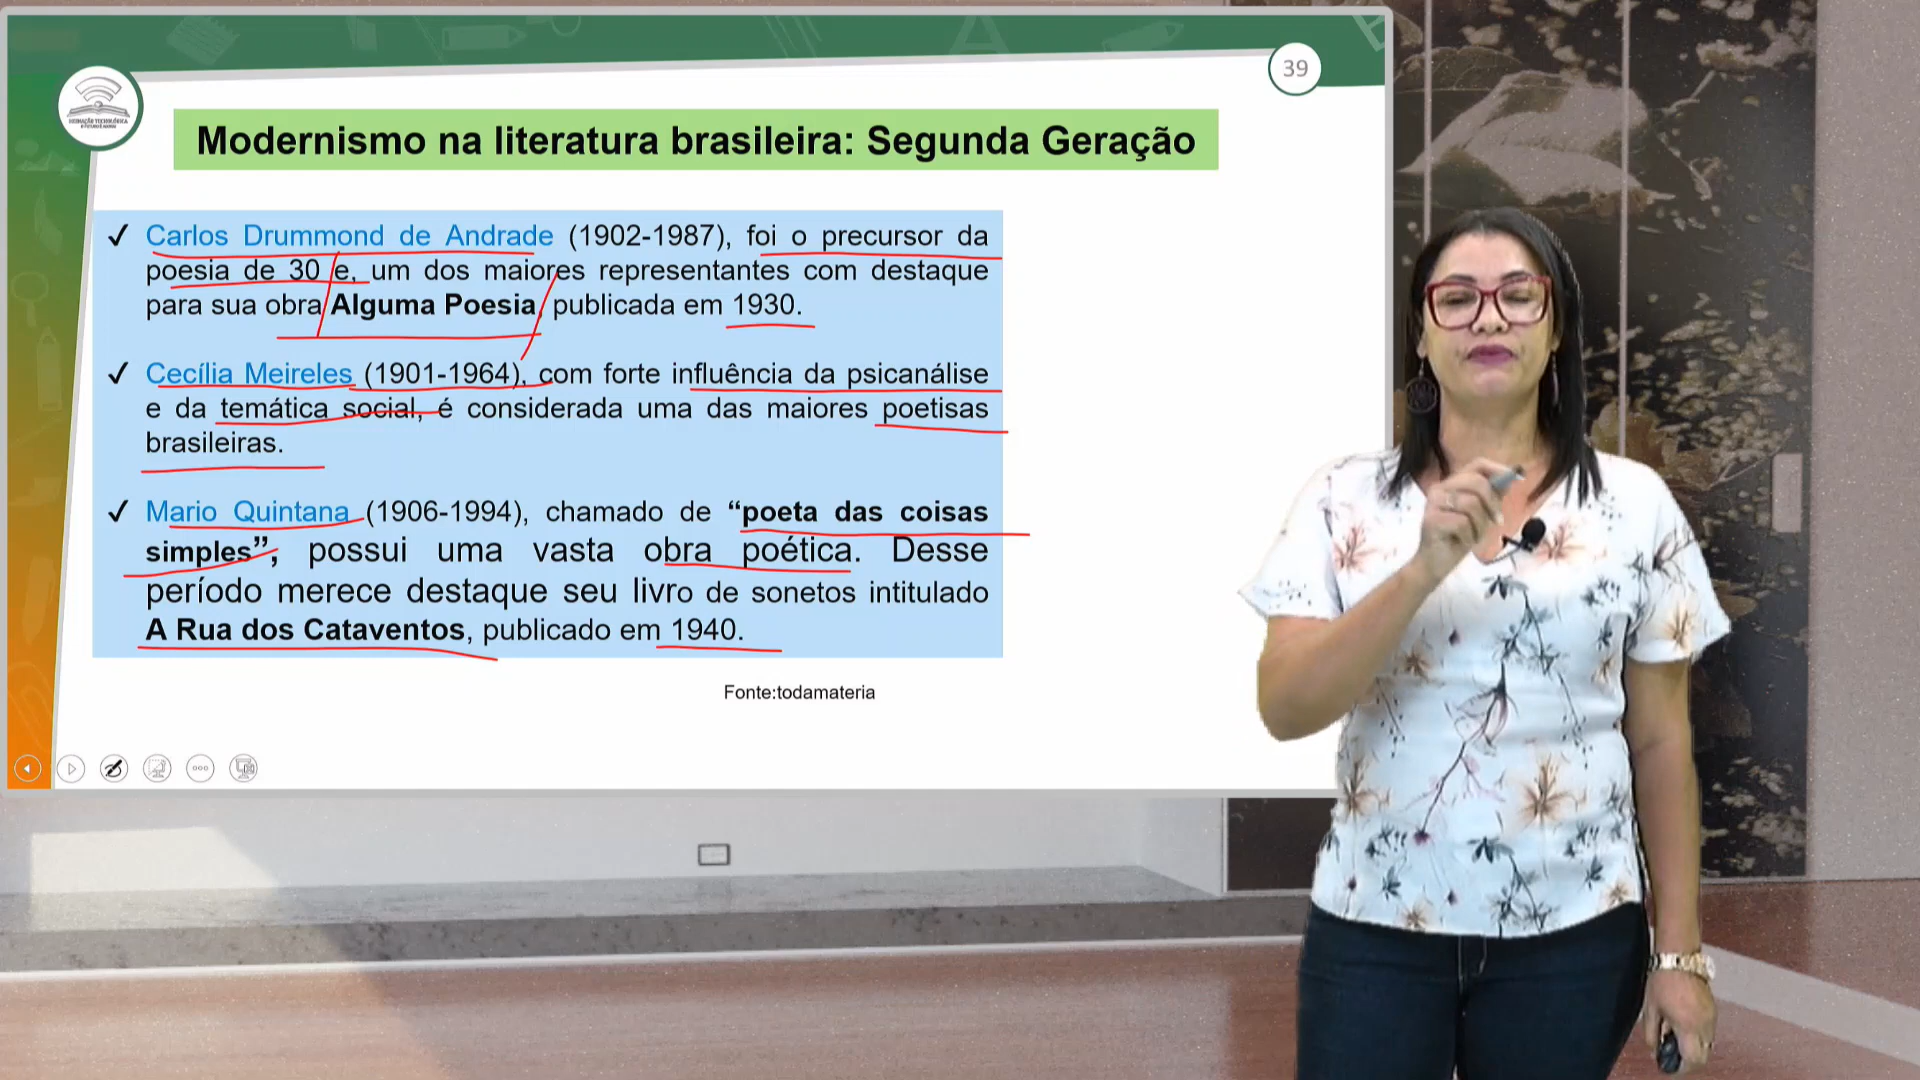 39
Modernismo na literatura brasileira: Segunda Geração
✓ Carlos Drummond de Andrade (1902-1987), foi o precursor da
poesia de 30 e, um dos maiores representantes com destaque
para sua obra Alguma Poesia, publicada em 1930.
✓ Cecília Meireles (1901-1964), com forte influência da psicanálise
e da temática social, é considerada uma das maiores poetisas
brasileiras.
✓ Mario Quintana (1906-1994), chamado de “poeta das coisas
simples”, possui uma vasta obra poética. Desse
período merece destaque seu livro de sonetos intitulado
A Rua dos Cataventos, publicado em 1940.
Fonte:todamateria